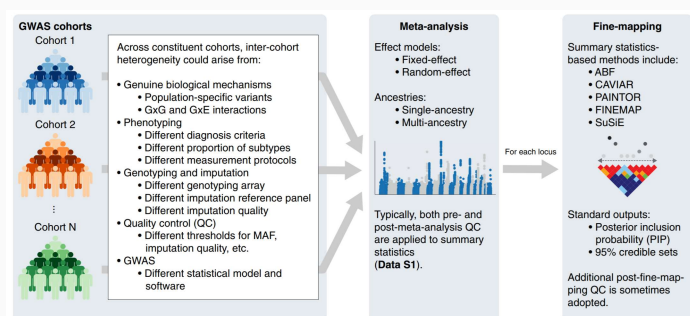 GWAS cohorts
Cohort 1
Cohort 2
⋮
Cohort N
Across constituent cohorts, inter-cohort
heterogeneity could arise from:
• Genuine biological mechanisms
• Population-specific variants
• GxG and GxE interactions
• Phenotyping
• Different diagnosis criteria
• Different proportion of subtypes
• Different measurement protocols
• Genotyping and imputation
• Different genotyping array
• Different imputation reference panel
• Different imputation quality
• Quality control (QC)
• Different thresholds for MAF,
imputation quality, etc.
• GWAS
• Different statistical model and
software
Meta-analysis
Effect models:
• Fixed-effect
• Random-effect
Ancestries:
• Single-ancestry
• Multi-ancestry
Typically, both pre- and
post-meta-analysis QC
are applied to summary
statistics
(Data S1).
For each locus
Fine-mapping
Summary statistics-
based methods include:
• ABF
• CAVIAR
• PAINTOR
• FINEMAP
• SuSiE
Standard outputs:
• Posterior inclusion
probability (PIP)
• 95% credible sets
Additional post-fine-map-
ping QC is sometimes
adopted.